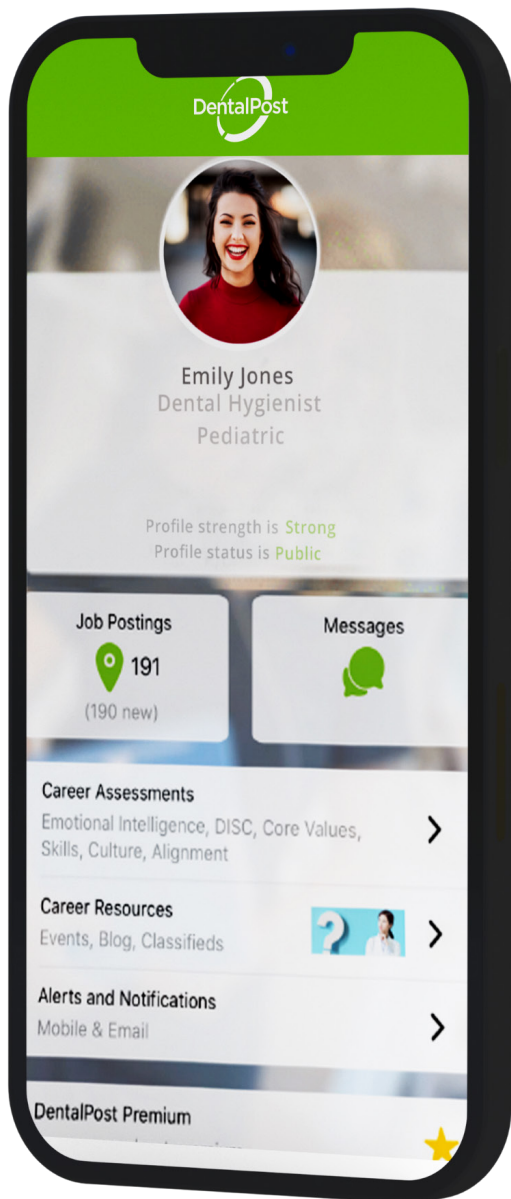 DentalPost
Emily Jones
Dental Hygienist
Pediatric
Profile strength is Strong
Profile status is Public
Job Postings
191
(190 new)
Messages
Career Assessments
Emotional Intelligence, DISC, Core Values,
Skills, Culture, Alignment
Career Resources
?
Events, Blog, Classifieds
Alerts and Notifications
Mobile & Email
DentalPost Premium